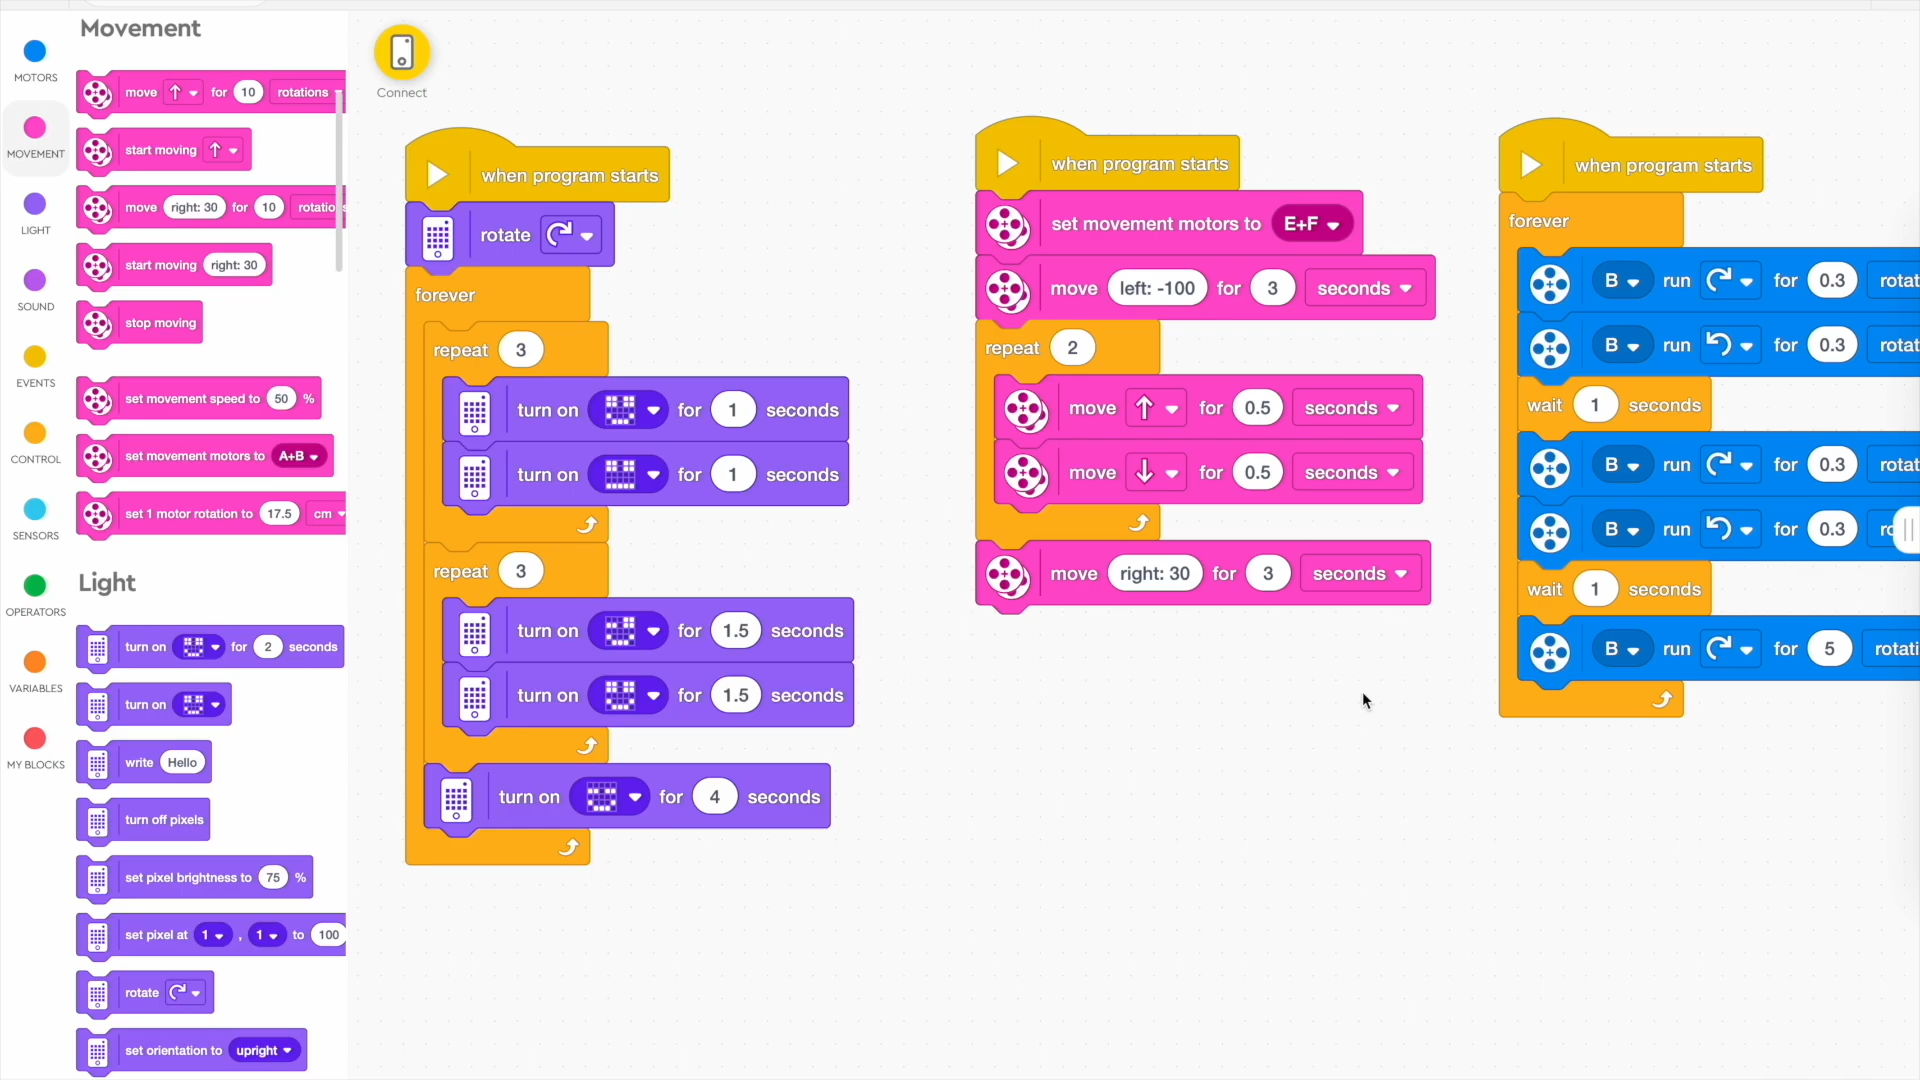 Movement
MOTORS
MOVEMENT
LIGHT
SOUND
EVENTS
CONTROL
SENSORS
OPERATORS
VARIABLES
MY BLOCKS
move for 10 rotations
start moving
move right: 30 for 10
start moving right: 30
stop moving
set movement speed to 50 %
set movement motors to A+B
set 1 motor rotation to 17.5 cm
Light
turn on for 2 seconds
turn on
write Hello
turn off pixels
set pixel brightness to 75 %
set pixel at 1 , 1 to 100
rotate
set orientation to upright
Connect
when program starts
rotate
forever
repeat 3
turn on for 1 seconds
turn on for 1 seconds
repeat 3
turn on for 1.5 seconds
turn on for 1.5 seconds
turn on for 4 seconds
when program starts
set movement motors to E+F
move left: -100 for 3 seconds
repeat 2
move for 0.5 seconds
move for 0.5 seconds
move right: 30 for 3 seconds
when program starts
forever
B run for 0.3
B run for 0.3
wait 1 seconds
B run for 0.3
B run for 0.3
wait 1 seconds
B run for 5